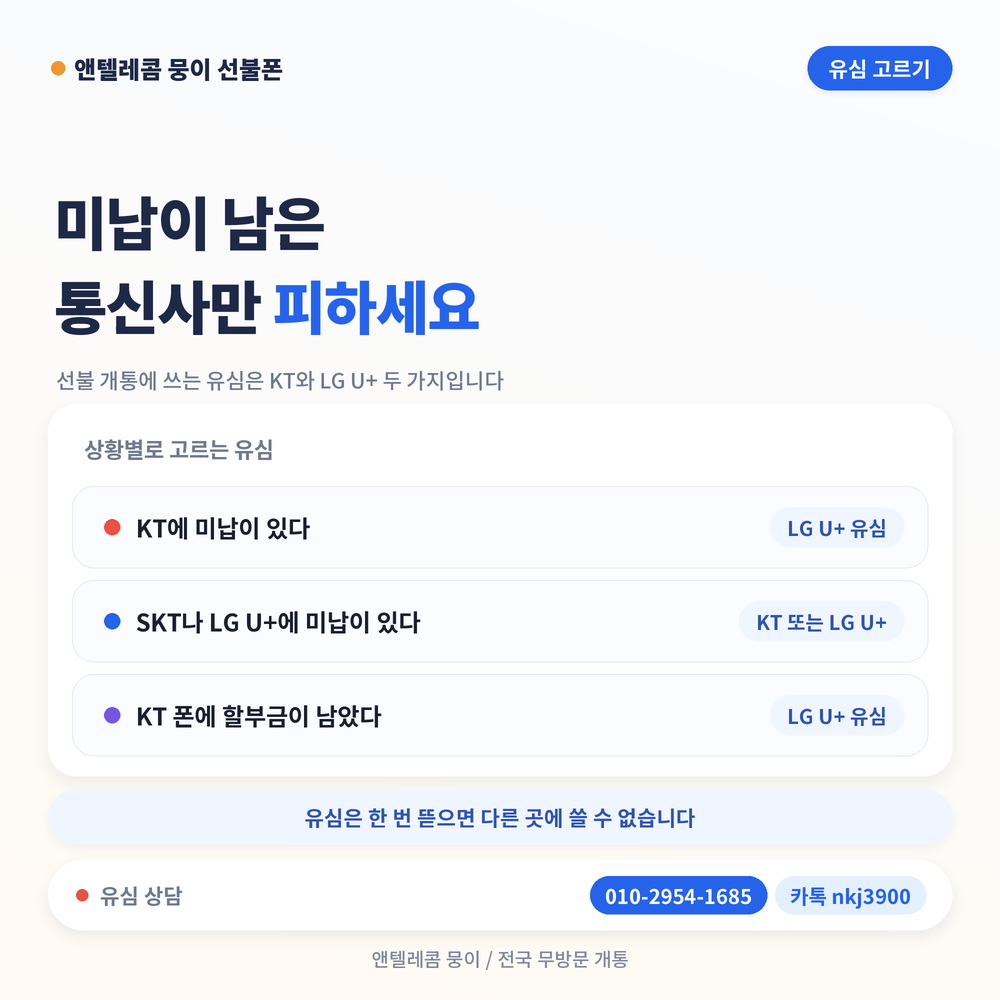 앤텔레콤 뭉이 선불폰
유심 고르기
미납이 남은
통신사만 피하세요
선불 개통에 쓰는 유심은 KT와 LG U+ 두 가지입니다
상황별로 고르는 유심
KT에 미납이 있다
LG U+ 유심
SKT나 LG U+에 미납이 있다
KT 또는 LG U+
KT 폰에 할부금이 남았다
LG U+ 유심
유심은 한 번 뜯으면 다른 곳에 쓸 수 없습니다
유심 상담
010-2954-1685
카톡 nkj3900
앤텔레콤 뭉이 / 전국 무방문 개통